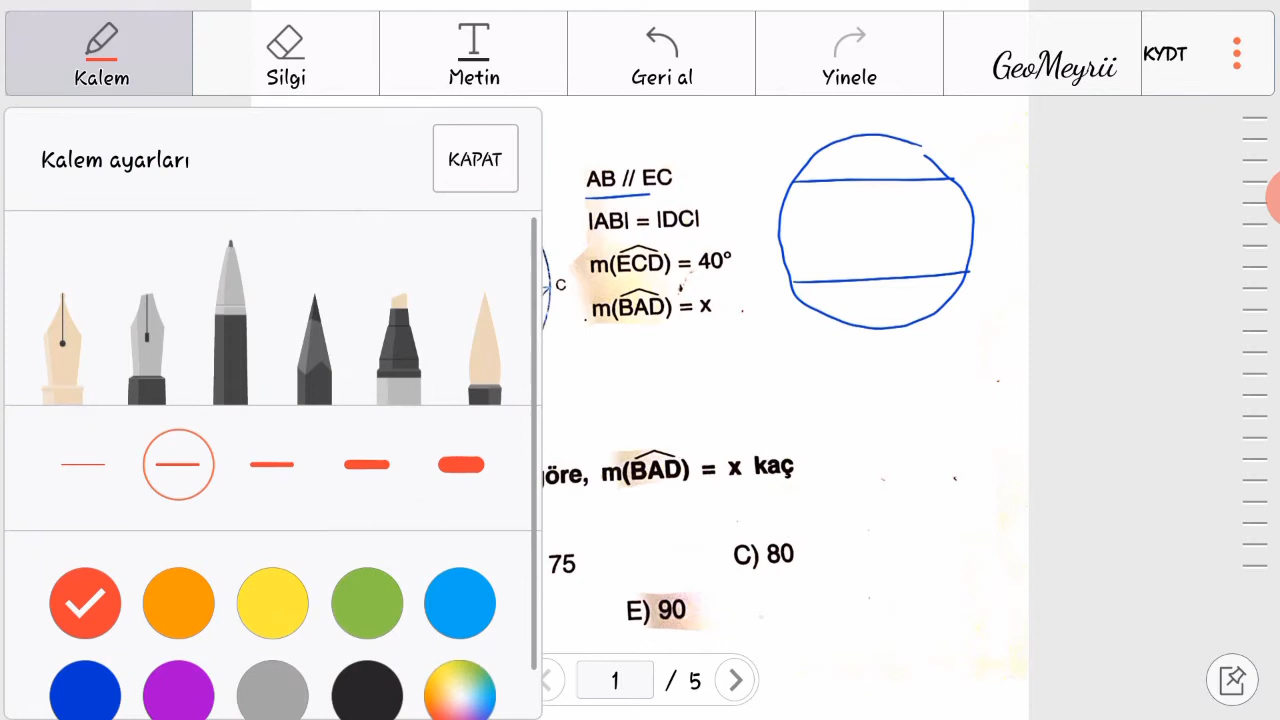 Kalem
Silgi
Metin
Geri al
Yinele
GeoMeyrii
KYDT
Kalem ayarları
KAPAT
AB // EC
|AB| = |DC|
m(ECD) = 40°
m(BAD) = x
C
göre, m(BAD) = x kaç
75
C) 80
E) 90
1 / 5